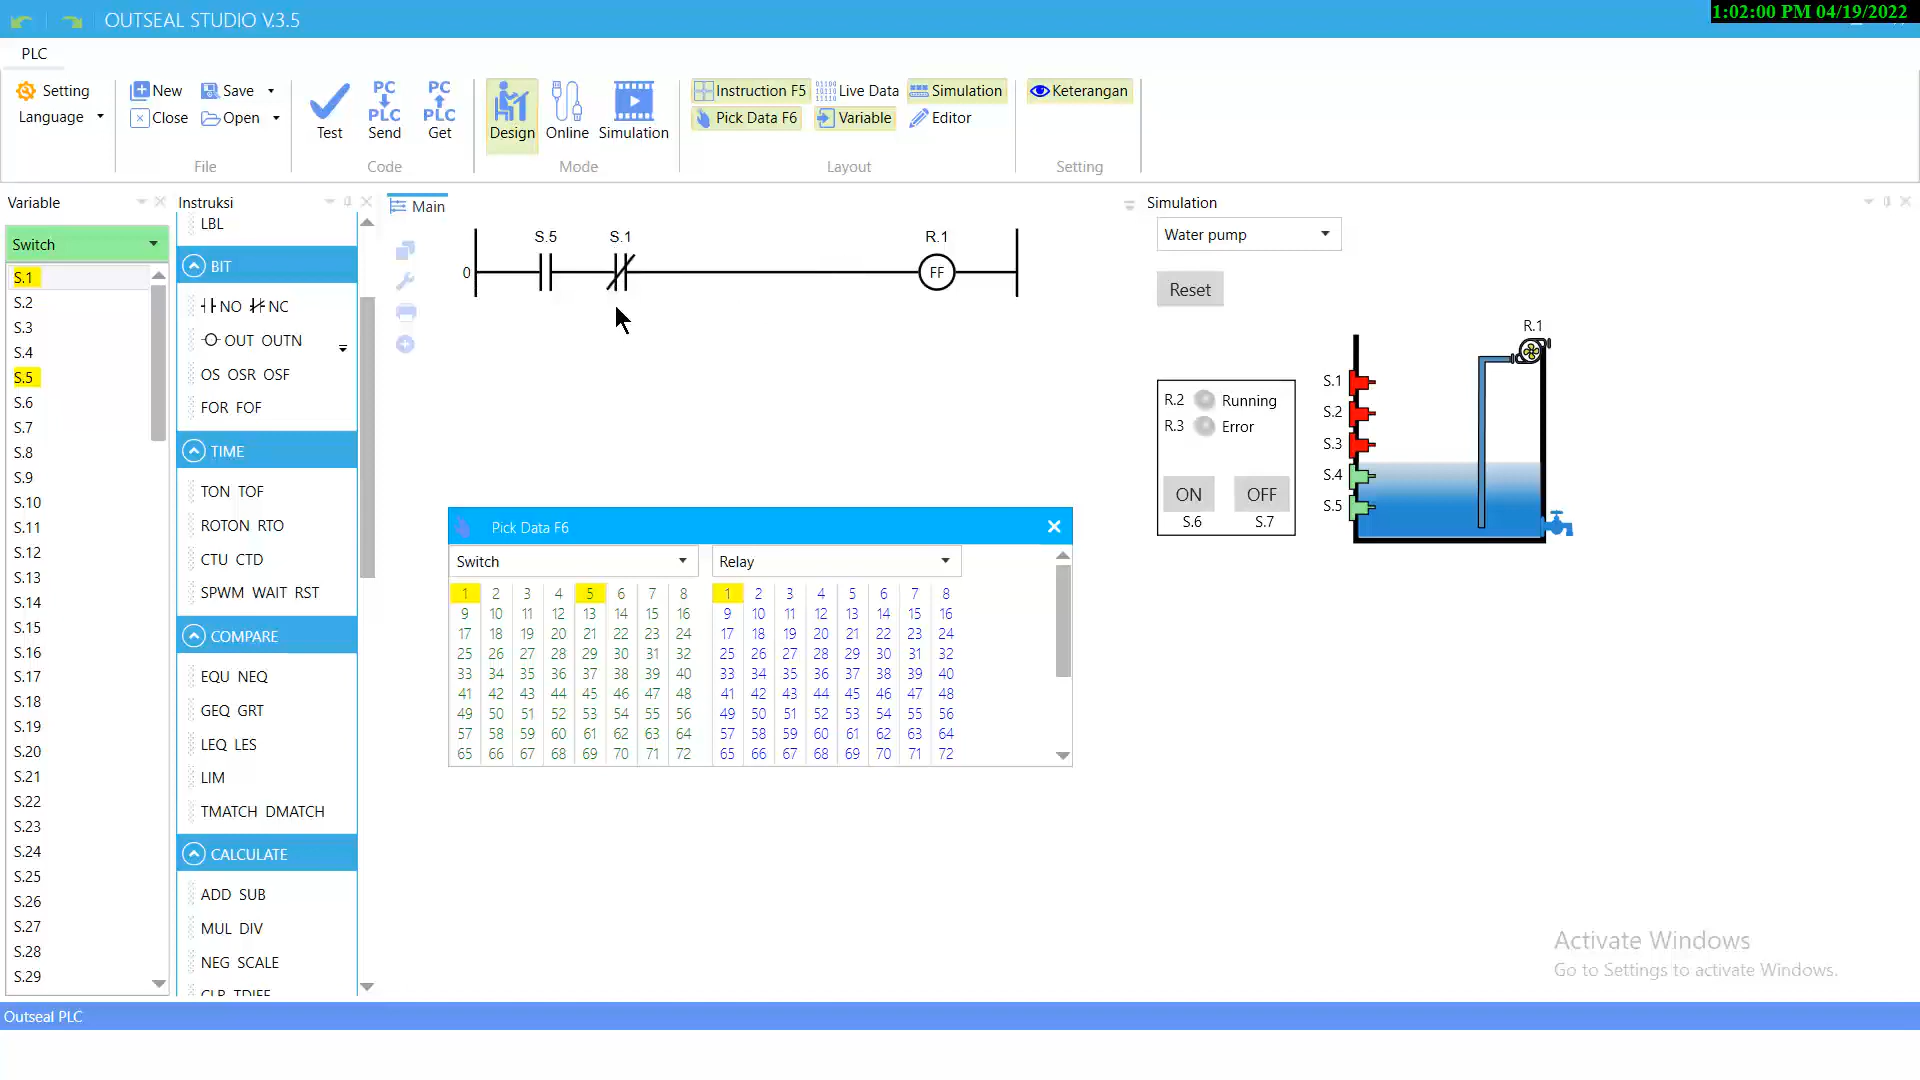 OUTSEAL STUDIO V.3.5
1:02:00 PM 04/19/2022
PLC
Setting
Language
New
Save
Close
Open
File
Test
PC
PLC
Send
PC
PLC
Get
Code
Design
Online
Simulation
Mode
Instruction F5
Live Data
Simulation
Pick Data F6
Variable
Editor
Layout
Keterangan
Setting
Variable
Switch
S.1
S.2
S.3
S.4
S.5
S.6
S.7
S.8
S.9
S.10
S.11
S.12
S.13
S.14
S.15
S.16
S.17
S.18
S.19
S.20
S.21
S.22
S.23
S.24
S.25
S.26
S.27
S.28
S.29
Instruksi
LBL
BIT
NO NC
OUT OUTN
OS OSR OSF
FOR FOF
TIME
TON TOF
ROTON RTO
CTU CTD
SPWM WAIT RST
COMPARE
EQU NEQ
GEQ GRT
LEQ LES
LIM
TMATCH DMATCH
CALCULATE
ADD SUB
MUL DIV
NEG SCALE
CLR TDIFF
Main
S.5 S.1 R.1
0 FF
Pick Data F6
Switch Relay
1 2 3 4 5 6 7 8 1 2 3 4 5 6 7 8
9 10 11 12 13 14 15 16 9 10 11 12 13 14 15 16
17 18 19 20 21 22 23 24 17 18 19 20 21 22 23 24
25 26 27 28 29 30 31 32 25 26 27 28 29 30 31 32
33 34 35 36 37 38 39 40 33 34 35 36 37 38 39 40
41 42 43 44 45 46 47 48 41 42 43 44 45 46 47 48
49 50 51 52 53 54 55 56 49 50 51 52 53 54 55 56
57 58 59 60 61 62 63 64 57 58 59 60 61 62 63 64
65 66 67 68 69 70 71 72 65 66 67 68 69 70 71 72
Simulation
Water pump
Reset
R.1
R.2 Running
R.3 Error
ON OFF
S.6 S.7
S.1
S.2
S.3
S.4
S.5
Activate Windows
Go to Settings to activate Windows.
Outseal PLC